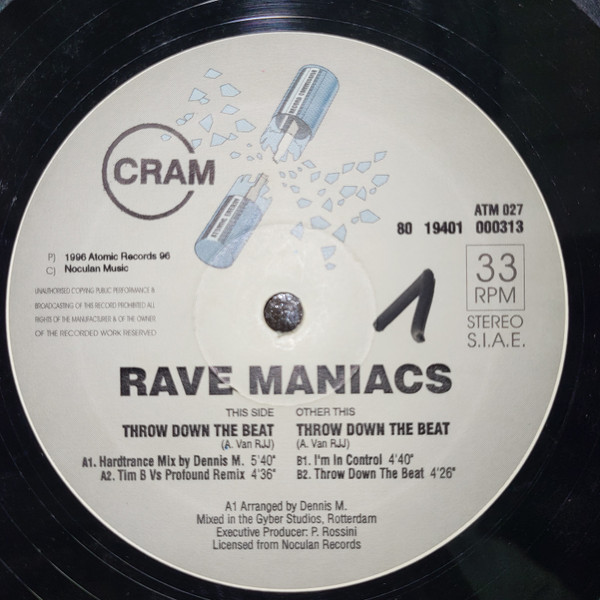 CRAM
ATM 027
80 19401 000313
P) 1996 Atomic Records 96
C) Noculan Music
UNAUTHORISED COPYING PUBLIC PERFORMANCE &
BROADCASTING OF THIS RECORD PROHIBITED ALL
RIGHTS OF THE MANUFACTURER & OF THE OWNER
OF THE RECORDED WORK RESERVED
33
RPM
STEREO
S.I.A.E.
1
RAVE MANIACS
THIS SIDE
THROW DOWN THE BEAT
(A. Van RJJ)
A1. Hardtrance Mix by Dennis M. 5'40"
A2. Tim B Vs Profound Remix 4'36"
OTHER THIS
THROW DOWN THE BEAT
(A. Van RJJ)
B1. I'm In Control 4'40"
B2. Throw Down The Beat 4'26"
A1 Arranged by Dennis M.
Mixed in the Gyber Studios, Rotterdam
Executive Producer: P. Rossini
Licensed from Noculan Records